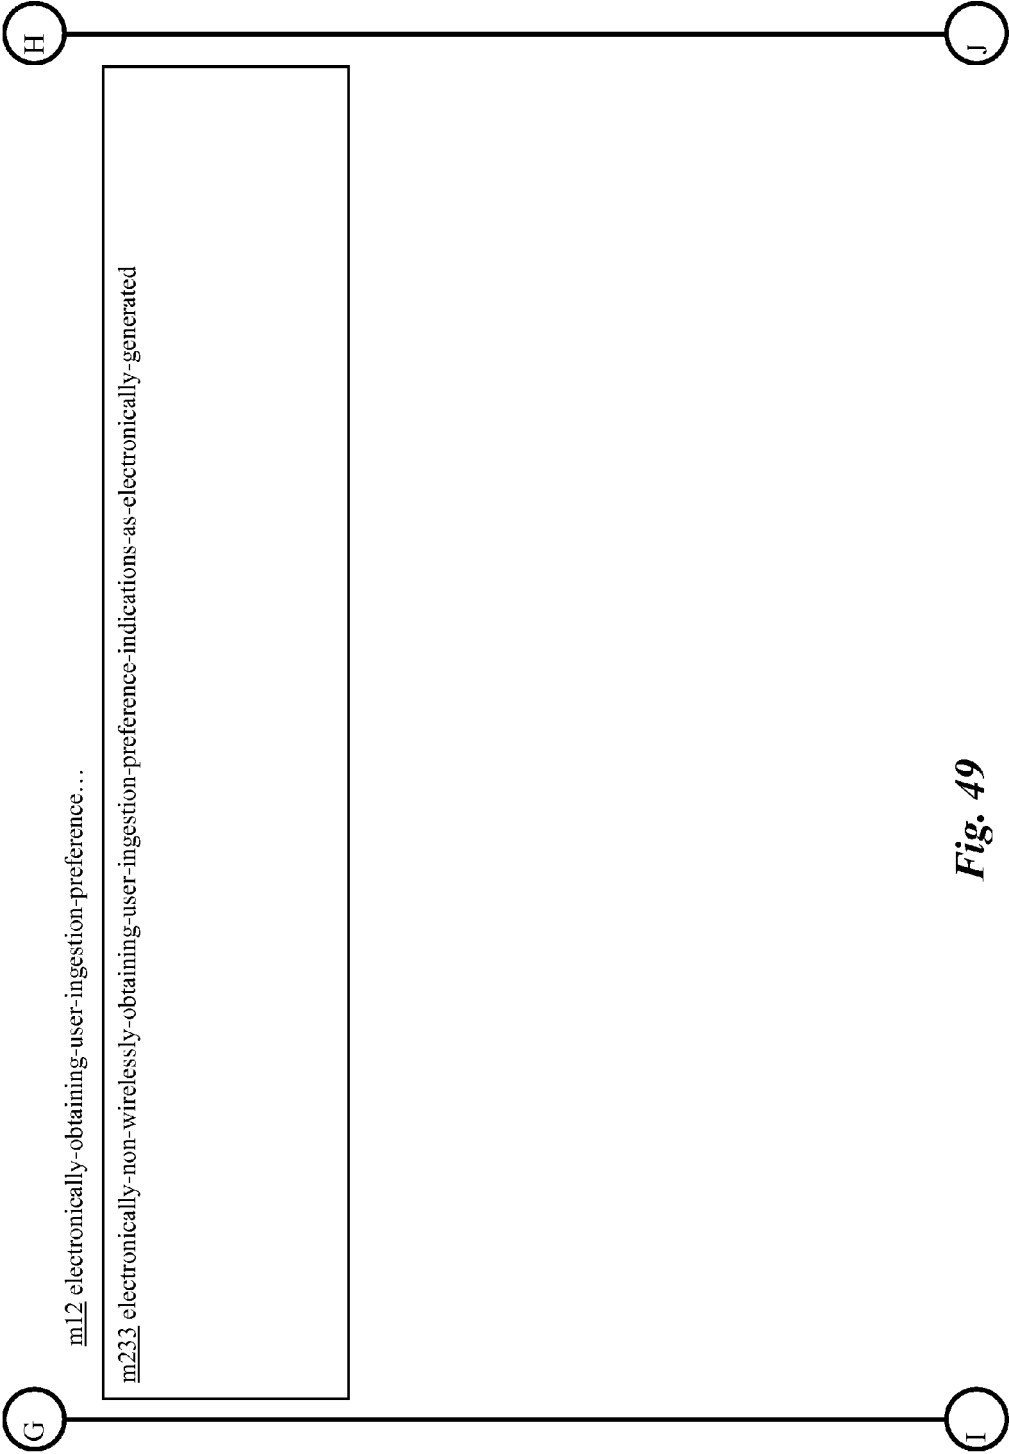 G
H
m12 electronically-obtaining-user-ingestion-preference…
m233 electronically-non-wirelessly-obtaining-user-ingestion-preference-indications-as-electronically-generated
I
J
Fig. 49